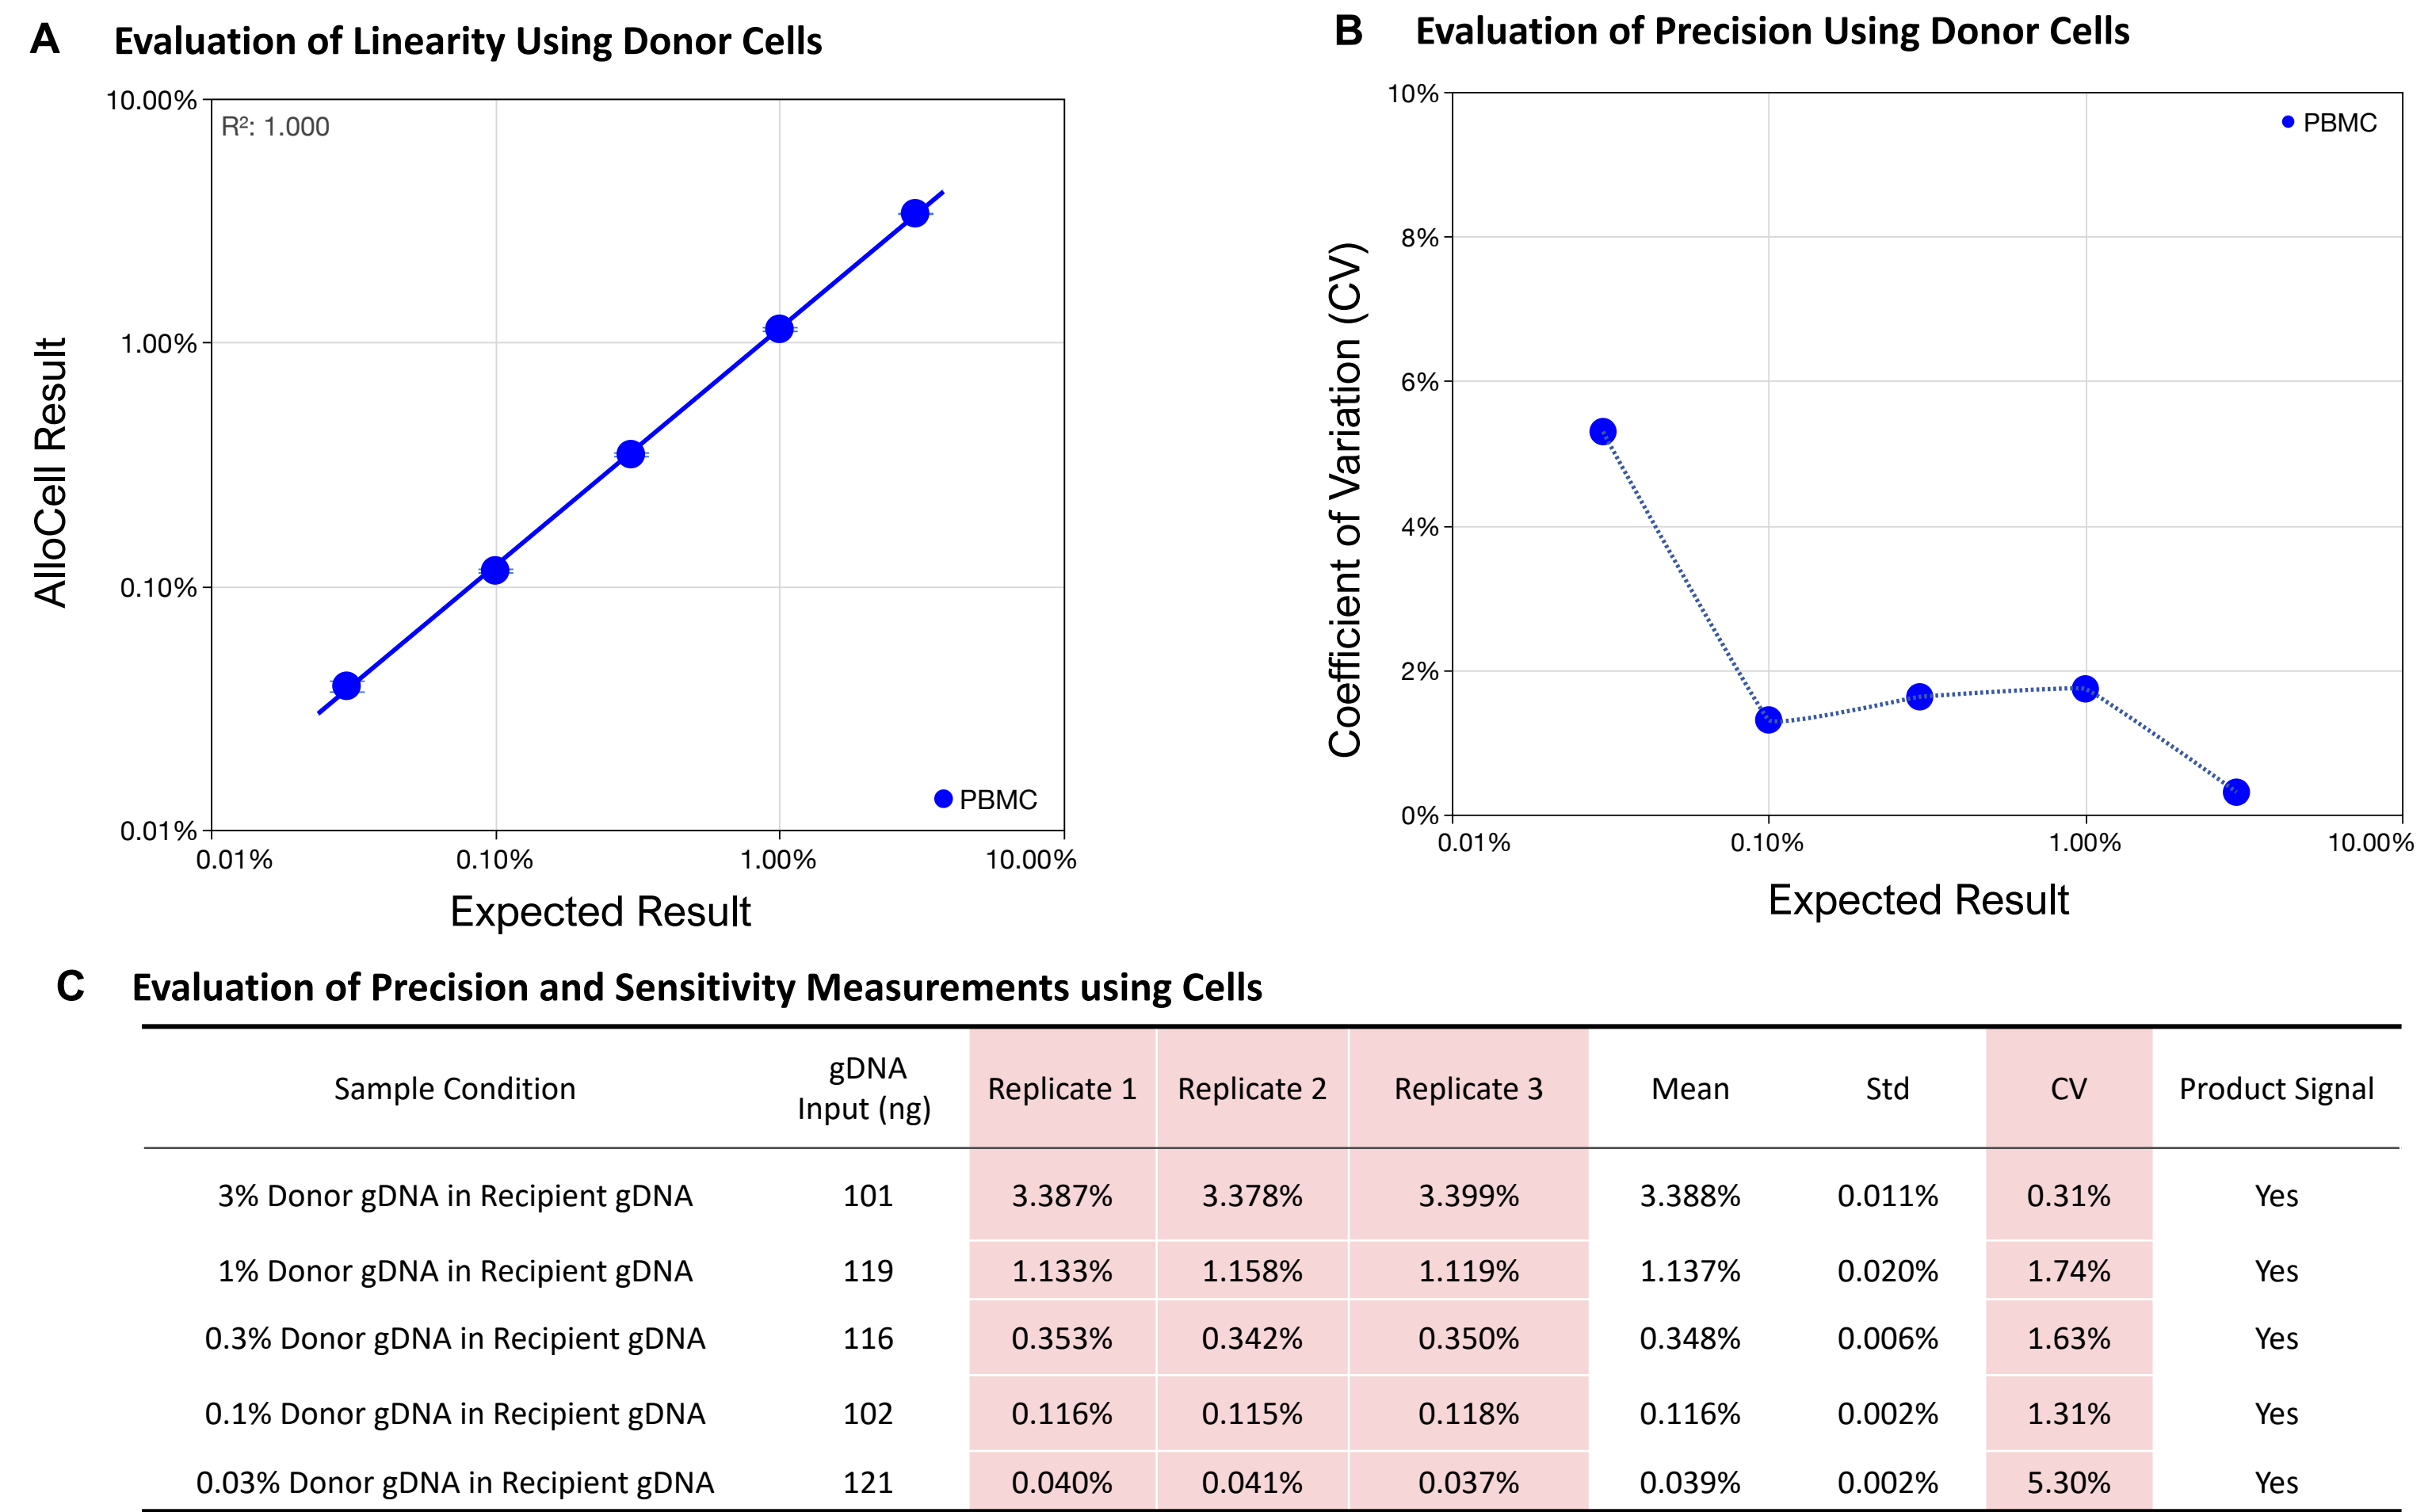 A Evaluation of Linearity Using Donor Cells
10.00%
1.00%
0.10%
0.01%
R²: 1.000
PBMC
0.01% 0.10% 1.00% 10.00%
AlloCell Result
Expected Result
B Evaluation of Precision Using Donor Cells
10%
8%
6%
4%
2%
0%
PBMC
0.01% 0.10% 1.00% 10.00%
Coefficient of Variation (CV)
Expected Result
C Evaluation of Precision and Sensitivity Measurements using Cells
Sample Condition gDNA Input (ng) Replicate 1 Replicate 2 Replicate 3 Mean Std CV Product Signal
3% Donor gDNA in Recipient gDNA 101 3.387% 3.378% 3.399% 3.388% 0.011% 0.31% Yes
1% Donor gDNA in Recipient gDNA 119 1.133% 1.158% 1.119% 1.137% 0.020% 1.74% Yes
0.3% Donor gDNA in Recipient gDNA 116 0.353% 0.342% 0.350% 0.348% 0.006% 1.63% Yes
0.1% Donor gDNA in Recipient gDNA 102 0.116% 0.115% 0.118% 0.116% 0.002% 1.31% Yes
0.03% Donor gDNA in Recipient gDNA 121 0.040% 0.041% 0.037% 0.039% 0.002% 5.30% Yes